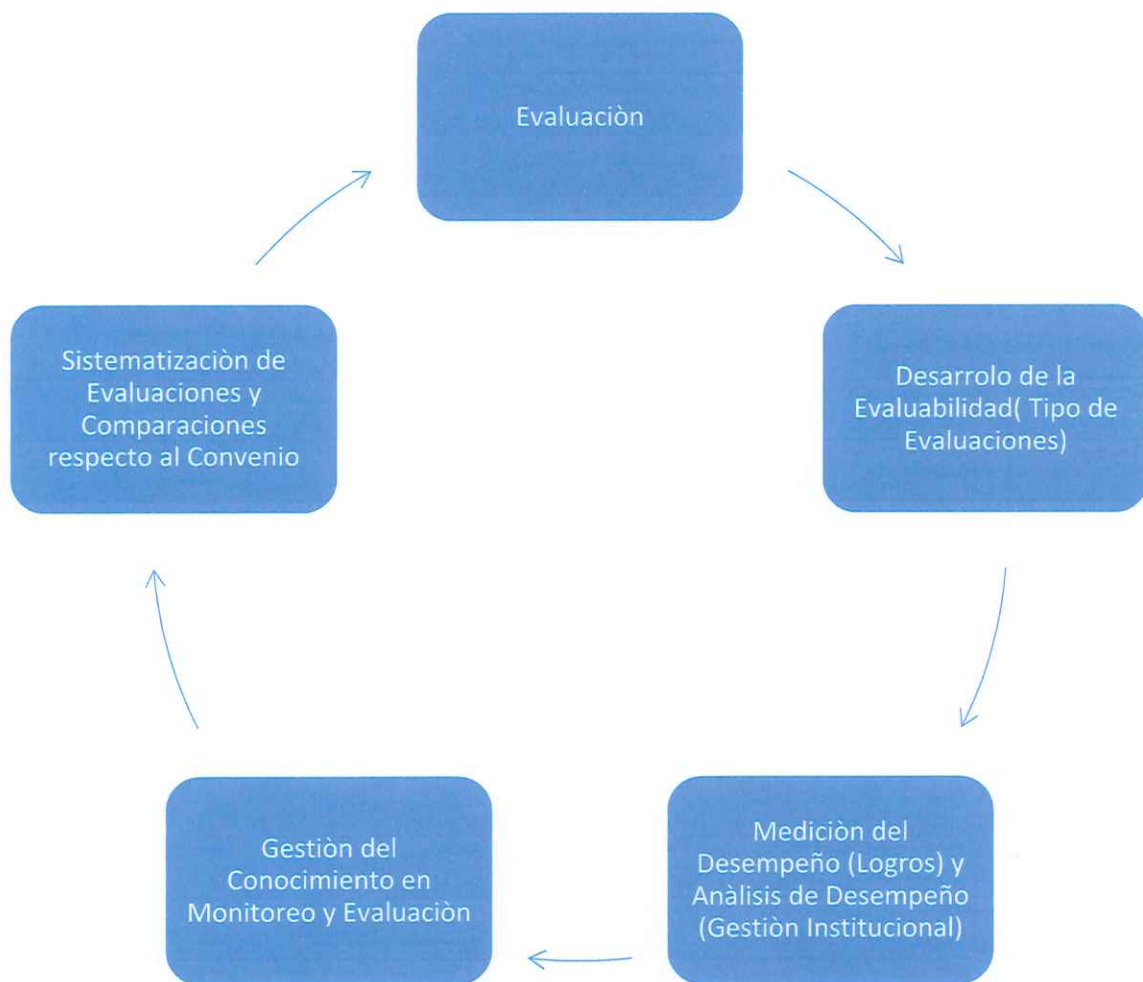 Evaluaciòn
Desarrolo de la
Evaluabilidad( Tipo de
Evaluaciones)
Mediciòn del
Desempeño (Logros) y
Anàlisis de Desempeño
(Gestiòn Institucional)
Gestiòn del
Conocimiento en
Monitoreo y Evaluaciòn
Sistematizaciòn de
Evaluaciones y
Comparaciones
respecto al Convenio